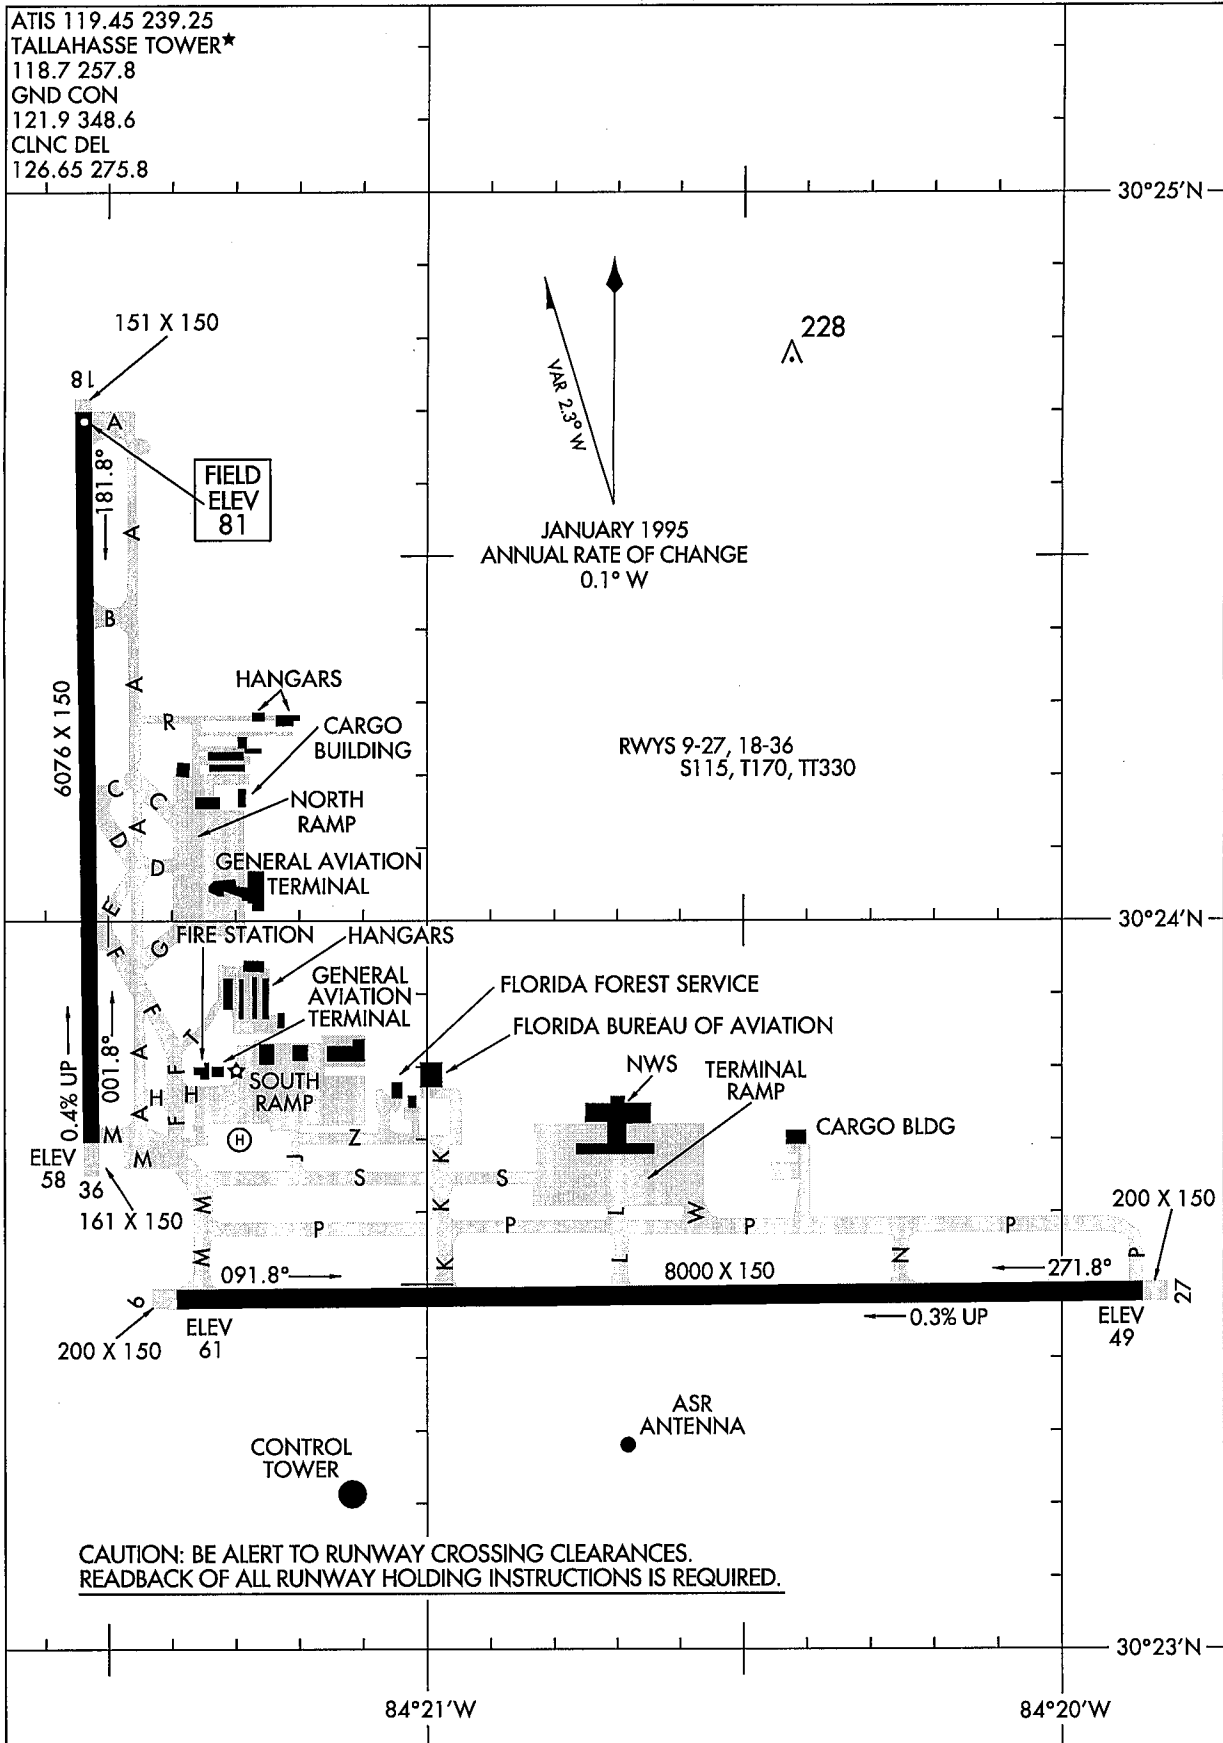 ATIS 119.45 239.25
TALLAHASSE TOWER★
118.7 257.8
GND CON
121.9 348.6
CLNC DEL
126.65 275.8
30°25'N
228
151 X 150
18
VAR 2.3° W
A
181.8°
FIELD
ELEV
81
JANUARY 1995
ANNUAL RATE OF CHANGE
0.1° W
A
B
A
HANGARS
R
CARGO
BUILDING
6076 X 150
RWYS 9-27, 18-36
S115, T170, TT330
C
C
NORTH
RAMP
A
D
D
GENERAL AVIATION
TERMINAL
E
30°24'N
F
G
FIRE STATION
HANGARS
GENERAL
AVIATION
TERMINAL
FLORIDA FOREST SERVICE
FLORIDA BUREAU OF AVIATION
F
T
A
F
0.4% UP
001.8°
NWS
TERMINAL
RAMP
SOUTH
RAMP
H
H
A
F
M
H
Z
CARGO BLDG
ELEV
58
36
M
J
K
S
S
161 X 150
M
K
L
W
200 X 150
P
P
P
P
M
K
L
N
P
091.8°
8000 X 150
271.8°
9
27
ELEV
61
0.3% UP
ELEV
49
200 X 150
ASR
ANTENNA
CONTROL
TOWER
CAUTION: BE ALERT TO RUNWAY CROSSING CLEARANCES.
READBACK OF ALL RUNWAY HOLDING INSTRUCTIONS IS REQUIRED.
30°23'N
84°21'W
84°20'W